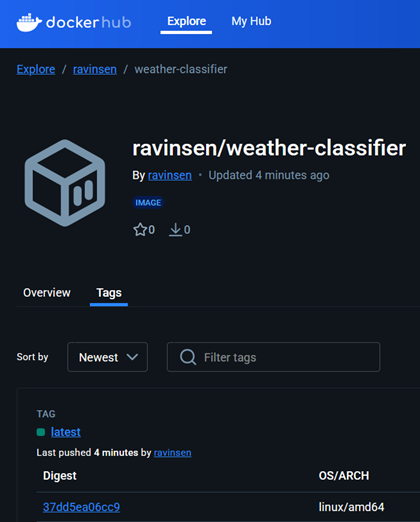 dockerhub Explore My Hub
Explore / ravinsen / weather-classifier
ravinsen/weather-classifier
By ravinsen • Updated 4 minutes ago
IMAGE
0 0
Overview Tags
Sort by Newest Filter tags
TAG
latest
Last pushed 4 minutes by ravinsen
Digest OS/ARCH
37dd5ea06cc9 linux/amd64